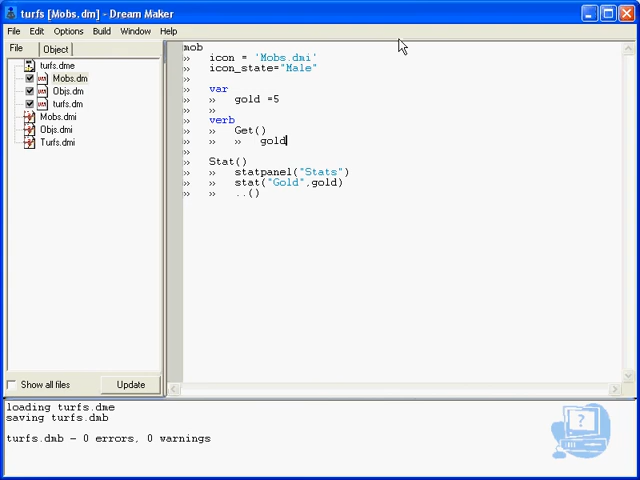 turfs [Mobs.dm] - Dream Maker
File Edit Options Build Window Help
File Object
turfs.dme
Mobs.dm
Objs.dm
turfs.dm
Mobs.dmi
Objs.dmi
Turfs.dmi
Show all files Update
mob
» icon = 'Mobs.dmi'
» icon_state="Male"
»
» var
» » gold =5
» »
» verb
» » Get()
» » » gold
»
» Stat()
» » statpanel("Stats")
» » stat("Gold",gold)
» » ..()
loading turfs.dme
saving turfs.dmb
turfs.dmb - 0 errors, 0 warnings
?